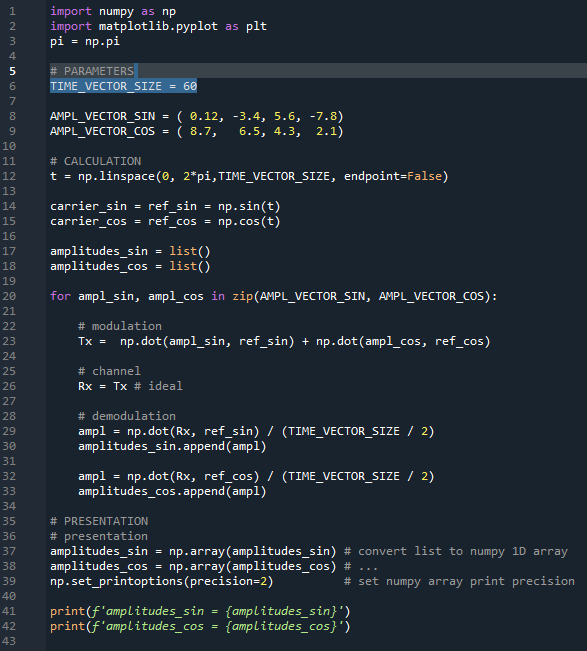 1 import numpy as np
2 import matplotlib.pyplot as plt
3 pi = np.pi
4
5 # PARAMETERS
6 TIME_VECTOR_SIZE = 60
7
8 AMPL_VECTOR_SIN = ( 0.12, -3.4, 5.6, -7.8)
9 AMPL_VECTOR_COS = ( 8.7,   6.5, 4.3,  2.1)
10
11 # CALCULATION
12 t = np.linspace(0, 2*pi,TIME_VECTOR_SIZE, endpoint=False)
13
14 carrier_sin = ref_sin = np.sin(t)
15 carrier_cos = ref_cos = np.cos(t)
16
17 amplitudes_sin = list()
18 amplitudes_cos = list()
19
20 for ampl_sin, ampl_cos in zip(AMPL_VECTOR_SIN, AMPL_VECTOR_COS):
21
22     # modulation
23     Tx =  np.dot(ampl_sin, ref_sin) + np.dot(ampl_cos, ref_cos)
24
25     # channel
26     Rx = Tx # ideal
27
28     # demodulation
29     ampl = np.dot(Rx, ref_sin) / (TIME_VECTOR_SIZE / 2)
30     amplitudes_sin.append(ampl)
31
32     ampl = np.dot(Rx, ref_cos) / (TIME_VECTOR_SIZE / 2)
33     amplitudes_cos.append(ampl)
34
35 # PRESENTATION
36 # presentation
37 amplitudes_sin = np.array(amplitudes_sin) # convert list to numpy 1D array
38 amplitudes_cos = np.array(amplitudes_cos) # ...
39 np.set_printoptions(precision=2)          # set numpy array print precision
40
41 print(f'amplitudes_sin = {amplitudes_sin}')
42 print(f'amplitudes_cos = {amplitudes_cos}')
43